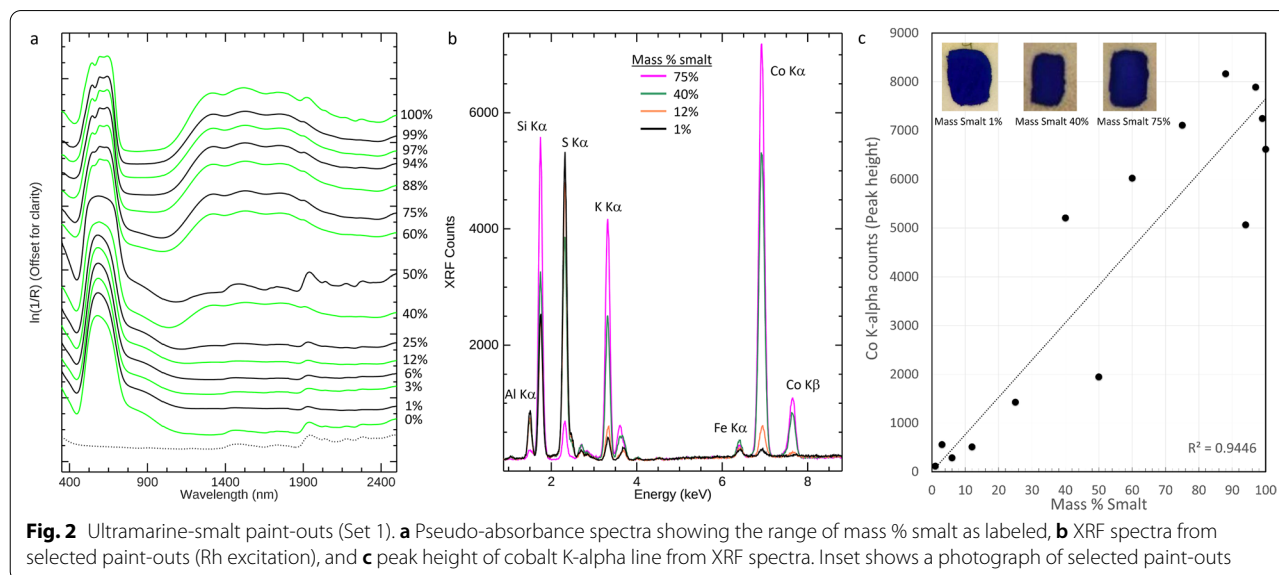 a
ln(1/R) (Offset for clarity)
100%
99%
97%
94%
88%
75%
60%
50%
40%
25%
12%
6%
3%
1%
0%
400 900 1400 1900 2400
Wavelength (nm)
b
XRF Counts
6000
4000
2000
Mass % smalt
75%
40%
12%
1%
Co Kα
Si Kα
S Kα
K Kα
Al Kα
Fe Kα
Co Kβ
2 4 6 8
Energy (keV)
c
Co K-alpha counts (Peak height)
9000
8000
7000
6000
5000
4000
3000
2000
1000
0
Mass Smalt 1% Mass Smalt 40% Mass Smalt 75%
R² = 0.9446
0 10 20 30 40 50 60 70 80 90 100
Mass % Smalt
Fig. 2 Ultramarine-smalt paint-outs (Set 1). a Pseudo-absorbance spectra showing the range of mass % smalt as labeled, b XRF spectra from
selected paint-outs (Rh excitation), and c peak height of cobalt K-alpha line from XRF spectra. Inset shows a photograph of selected paint-outs